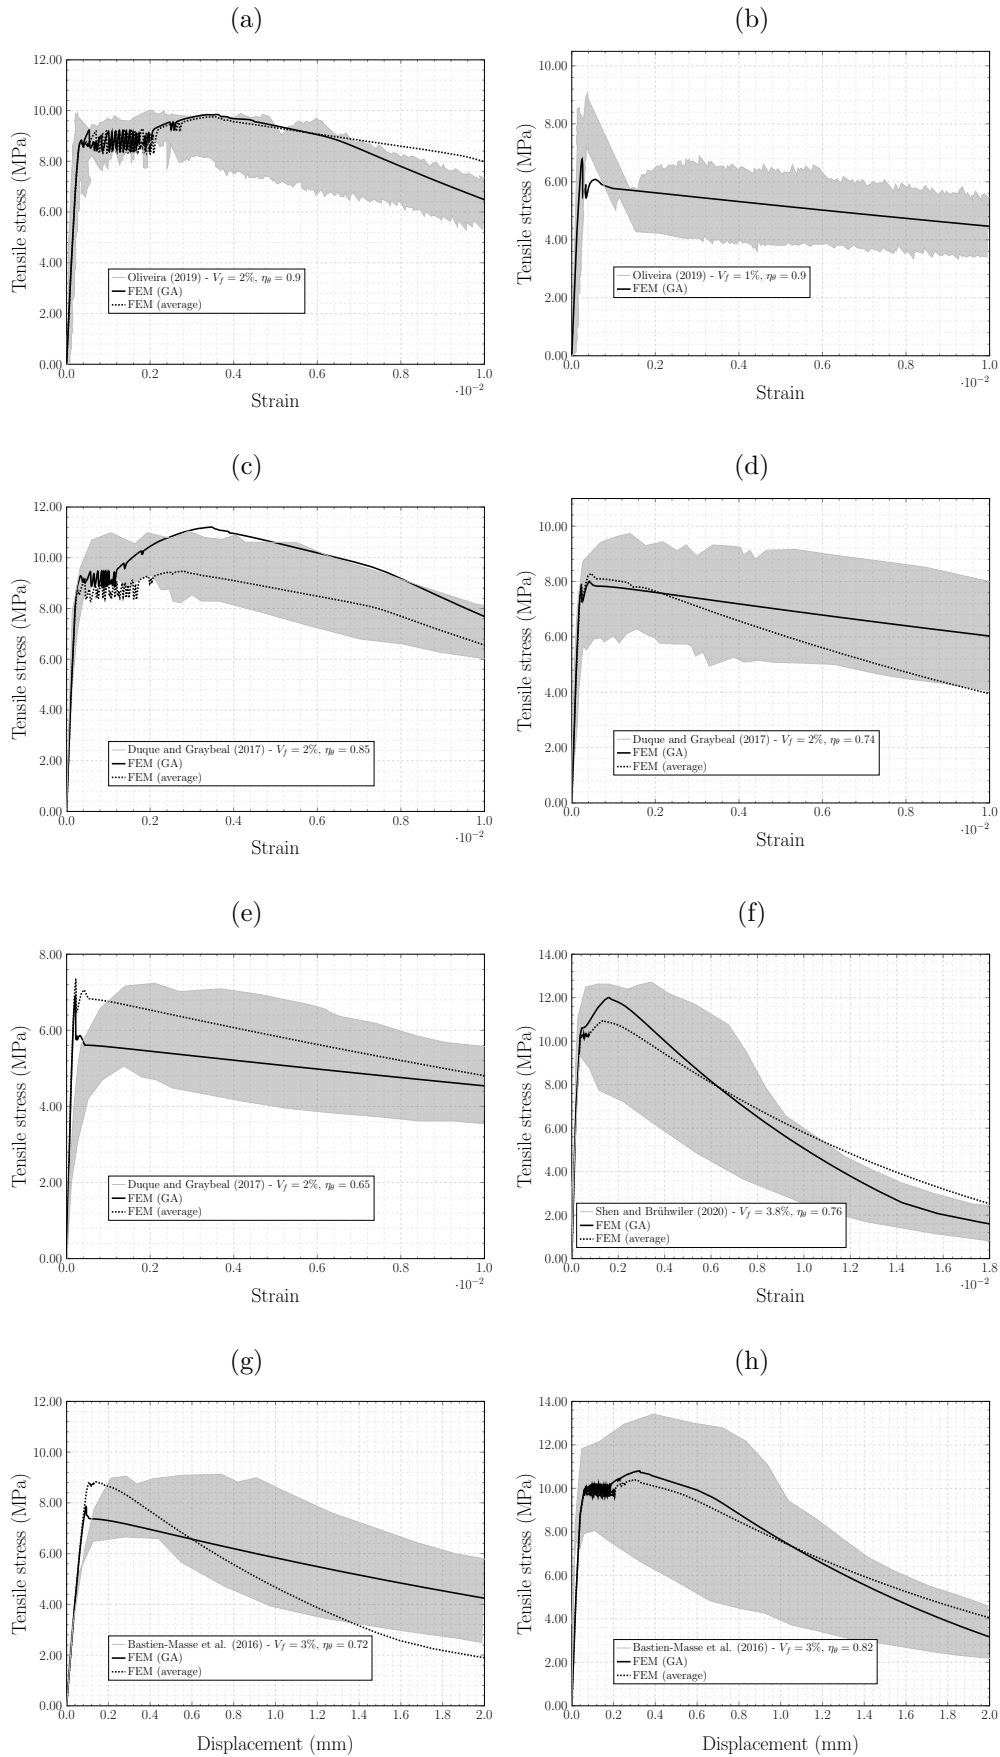 (a)
12.00
10.00
8.00
6.00
4.00
2.00
0.00
Tensile stress (MPa)
Oliveira (2019) - V_f = 2%, η_θ = 0.9
FEM (GA)
FEM (average)
0.0 0.2 0.4 0.6 0.8 1.0
·10⁻²
Strain
(b)
10.00
8.00
6.00
4.00
2.00
0.00
Tensile stress (MPa)
Oliveira (2019) - V_f = 1%, η_θ = 0.9
FEM (GA)
0.0 0.2 0.4 0.6 0.8 1.0
·10⁻²
Strain
(c)
12.00
10.00
8.00
6.00
4.00
2.00
0.00
Tensile stress (MPa)
Duque and Graybeal (2017) - V_f = 2%, η_θ = 0.85
FEM (GA)
FEM (average)
0.0 0.2 0.4 0.6 0.8 1.0
·10⁻²
Strain
(d)
10.00
8.00
6.00
4.00
2.00
0.00
Tensile stress (MPa)
Duque and Graybeal (2017) - V_f = 2%, η_θ = 0.74
FEM (GA)
FEM (average)
0.0 0.2 0.4 0.6 0.8 1.0
·10⁻²
Strain
(e)
8.00
6.00
4.00
2.00
0.00
Tensile stress (MPa)
Duque and Graybeal (2017) - V_f = 2%, η_θ = 0.65
FEM (GA)
FEM (average)
0.0 0.2 0.4 0.6 0.8 1.0
·10⁻²
Strain
(f)
14.00
12.00
10.00
8.00
6.00
4.00
2.00
0.00
Tensile stress (MPa)
Shen and Brühwiler (2020) - V_f = 3.8%, η_θ = 0.76
FEM (GA)
FEM (average)
0.0 0.2 0.4 0.6 0.8 1.0 1.2 1.4 1.6 1.8
·10⁻²
Strain
(g)
12.00
10.00
8.00
6.00
4.00
2.00
0.00
Tensile stress (MPa)
Bastien-Masse et al. (2016) - V_f = 3%, η_θ = 0.72
FEM (GA)
FEM (average)
0.0 0.2 0.4 0.6 0.8 1.0 1.2 1.4 1.6 1.8 2.0
Displacement (mm)
(h)
14.00
12.00
10.00
8.00
6.00
4.00
2.00
0.00
Tensile stress (MPa)
Bastien-Masse et al. (2016) - V_f = 3%, η_θ = 0.82
FEM (GA)
FEM (average)
0.0 0.2 0.4 0.6 0.8 1.0 1.2 1.4 1.6 1.8 2.0
Displacement (mm)